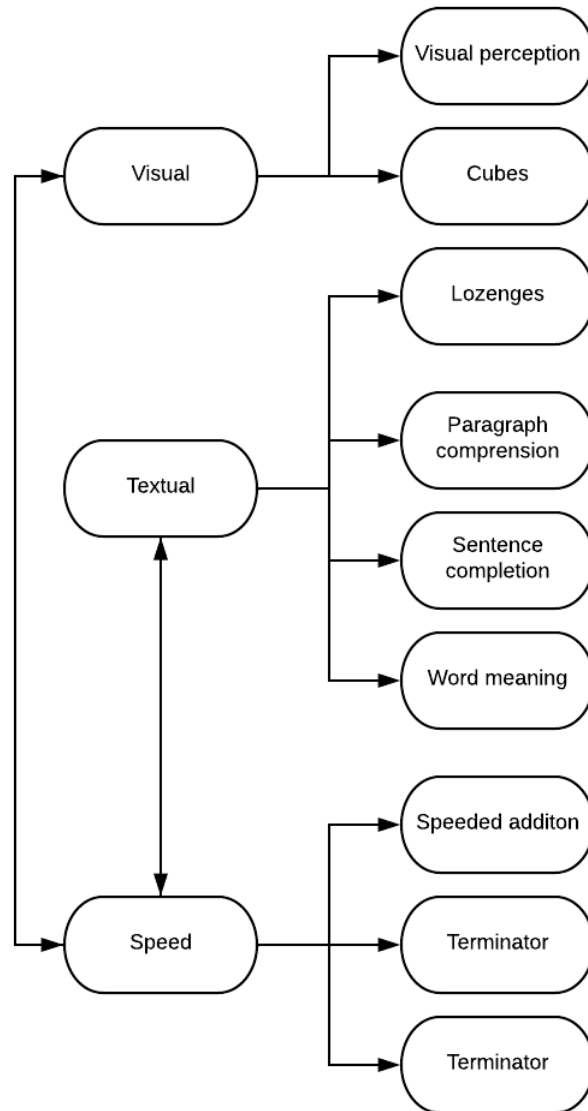 Visual perception
Visual
Cubes
Lozenges
Paragraph
comprension
Textual
Sentence
completion
Word meaning
Speeded additon
Speed
Terminator
Terminator